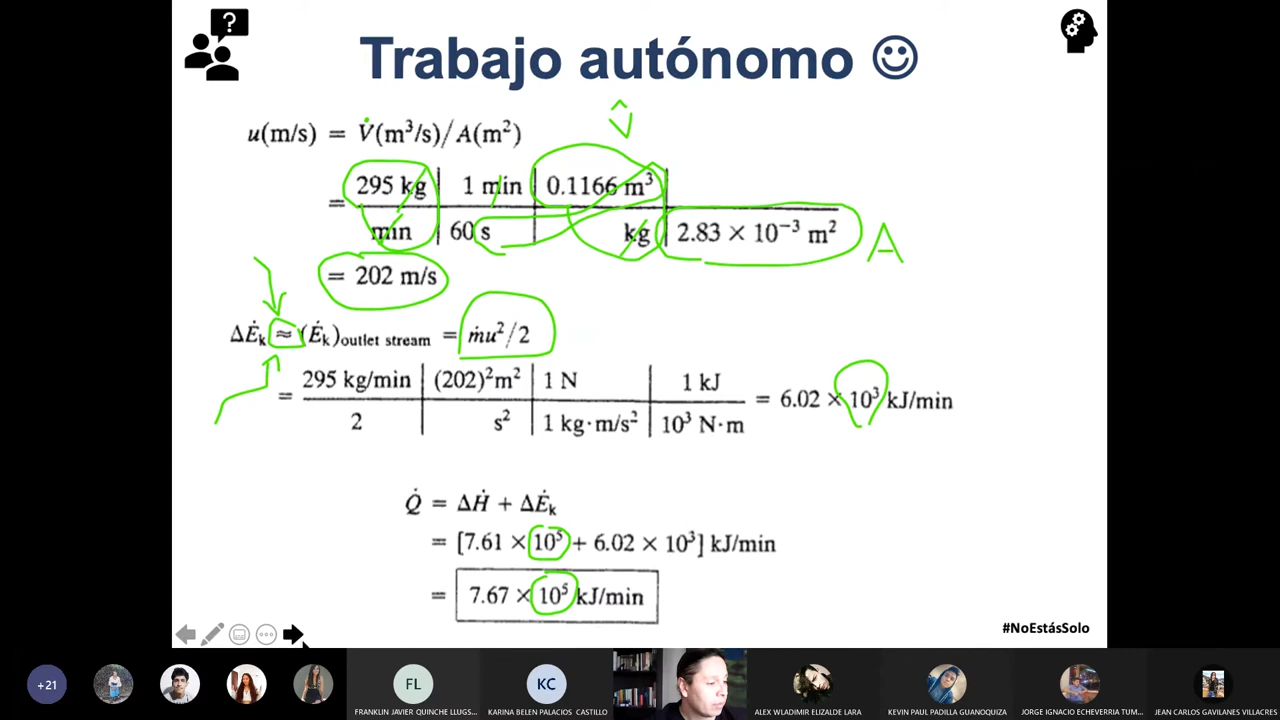 Trabajo autónomo
V̂
u(m/s) = V̇(m³/s)/A(m²)
= 295 kg | 1 min | 0.1166 m³ |
min | 60 s | kg | 2.83 × 10⁻³ m² A
= 202 m/s
ΔĖk ≈ (Ėk)outlet stream = ṁu²/2
= 295 kg/min | (202)²m² | 1 N | 1 kJ = 6.02 × 10³ kJ/min
2 | s² | 1 kg·m/s² | 10³ N·m
Q̇ = ΔḢ + ΔĖk
= [7.61 × 10⁵ + 6.02 × 10³] kJ/min
= 7.67 × 10⁵ kJ/min
#NoEstásSolo
+21
FL
KC
FRANKLIN JAVIER QUINCHE LLUGS...
KARINA BELEN PALACIOS CASTILLO
ALEX WLADIMIR ELIZALDE LARA
KEVIN PAUL PADILLA GUANOQUIZA
JORGE IGNACIO ECHEVERRIA TUM...
JEAN CARLOS GAVILANES VILLACRES